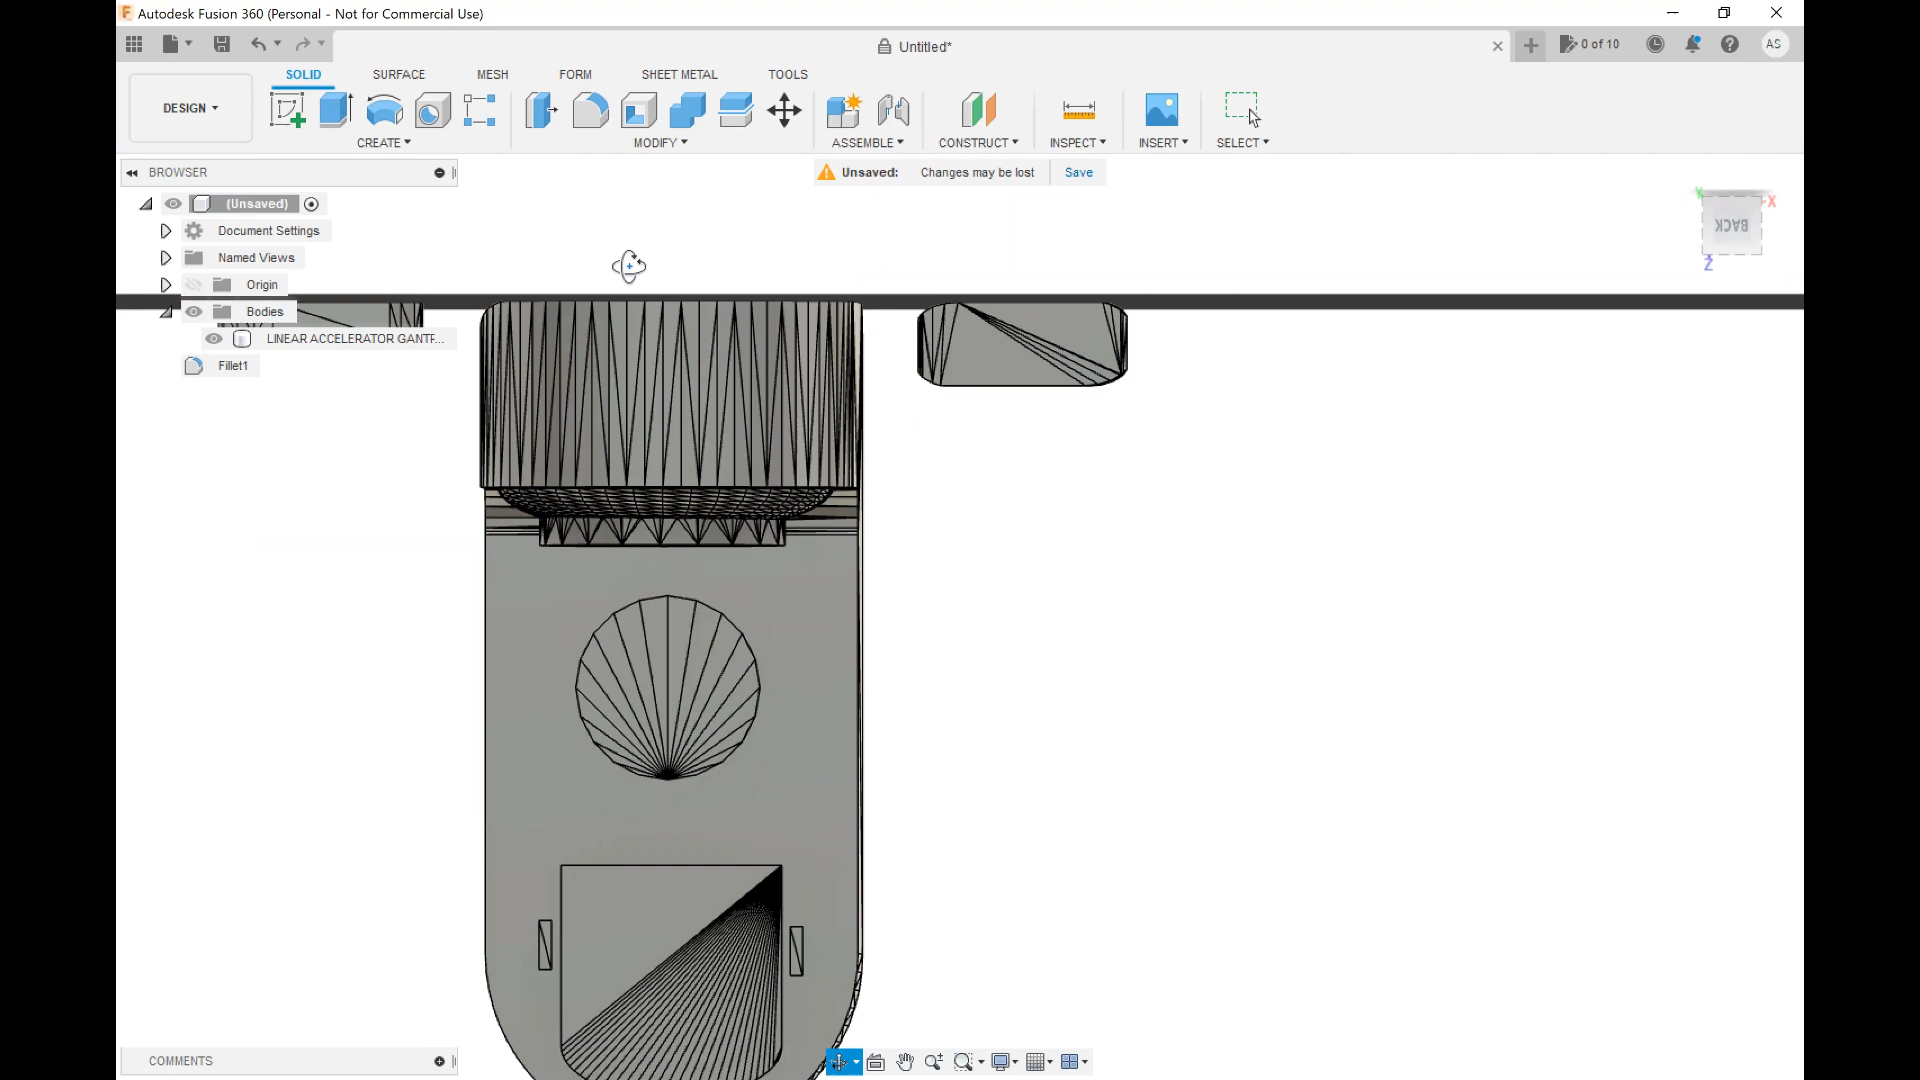 Autodesk Fusion 360 (Personal - Not for Commercial Use)
Untitled*
0 of 10
AS
SOLID SURFACE MESH FORM SHEET METAL TOOLS
DESIGN
CREATE MODIFY ASSEMBLE CONSTRUCT INSPECT INSERT SELECT
BROWSER
Unsaved: Changes may be lost Save
(Unsaved)
Document Settings
Named Views
Origin
Bodies
LINEAR ACCELERATOR GANTF...
Fillet1
X
BACK
Z
COMMENTS